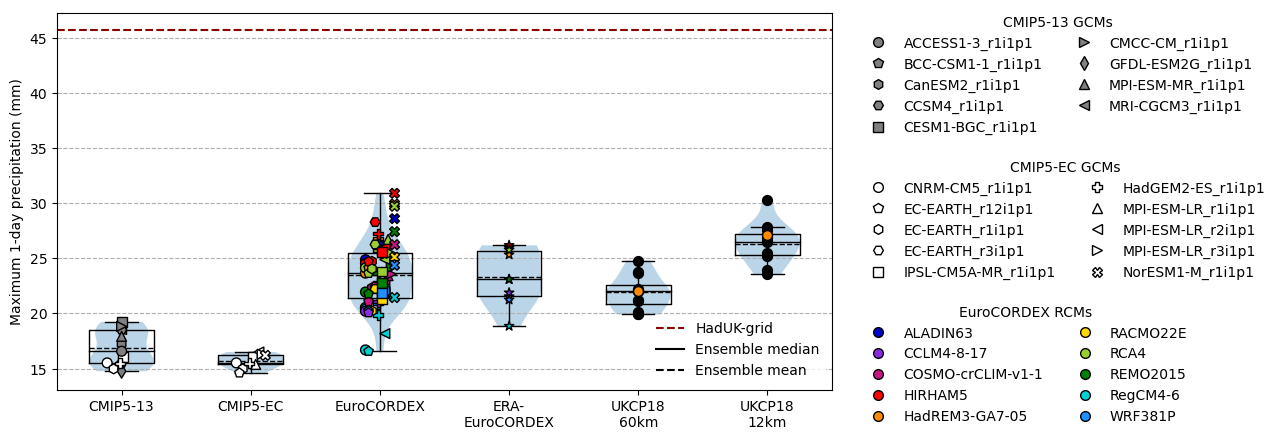 Maximum 1-day precipitation (mm)
45
40
35
30
25
20
15
HadUK-grid
Ensemble median
Ensemble mean
CMIP5-13
CMIP5-EC
EuroCORDEX
ERA-
EuroCORDEX
UKCP18
60km
UKCP18
12km
CMIP5-13 GCMs
ACCESS1-3_r1i1p1
BCC-CSM1-1_r1i1p1
CanESM2_r1i1p1
CCSM4_r1i1p1
CESM1-BGC_r1i1p1
CMCC-CM_r1i1p1
GFDL-ESM2G_r1i1p1
MPI-ESM-MR_r1i1p1
MRI-CGCM3_r1i1p1
CMIP5-EC GCMs
CNRM-CM5_r1i1p1
EC-EARTH_r12i1p1
EC-EARTH_r1i1p1
EC-EARTH_r3i1p1
IPSL-CM5A-MR_r1i1p1
HadGEM2-ES_r1i1p1
MPI-ESM-LR_r1i1p1
MPI-ESM-LR_r2i1p1
MPI-ESM-LR_r3i1p1
NorESM1-M_r1i1p1
EuroCORDEX RCMs
ALADIN63
CCLM4-8-17
COSMO-crCLIM-v1-1
HIRHAM5
HadREM3-GA7-05
RACMO22E
RCA4
REMO2015
RegCM4-6
WRF381P